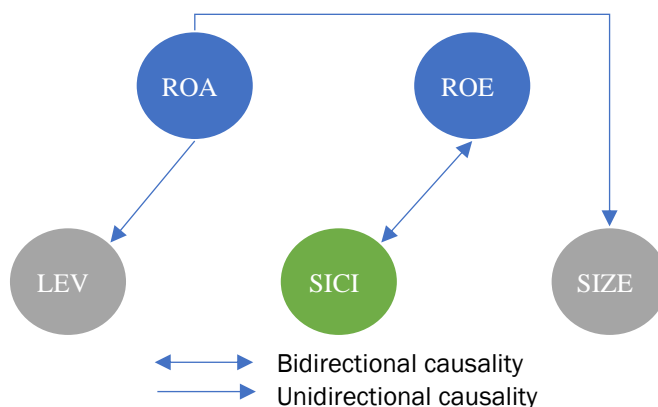 ROA
ROE
LEV
SICI
SIZE
Bidirectional causality
Unidirectional causality